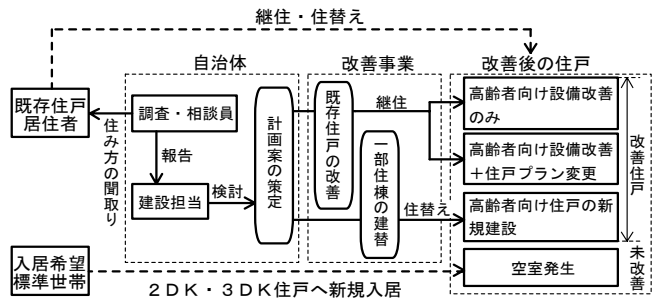 継住・住替え
自治体
改善事業
改善後の住戸
既存住戸
居住者
調査・相談員
報告
建設担当
検討
住み方の聞取り
計画案の策定
既存住戸の改善
一部住棟の建替
継住
住替え
高齢者向け設備改善
のみ
高齢者向け設備改善
＋住戸プラン変更
高齢者向け住戸の新
規建設
空室発生
改善住戸
未改善
入居希望
標準世帯
２ＤＫ・３ＤＫ住戸へ新規入居